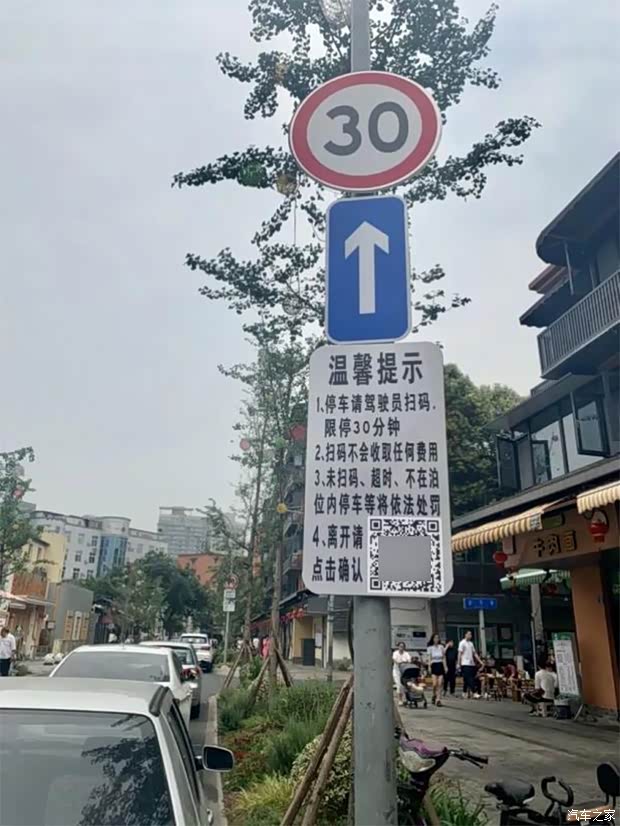 30
温馨提示
1、停车请驾驶员扫码.
限停30分钟
2、扫码不会收取任何费用
3、未扫码、超时、不在泊
位内停车等将依法处罚
4、离开请
点击确认
牛肉面
汽车之家